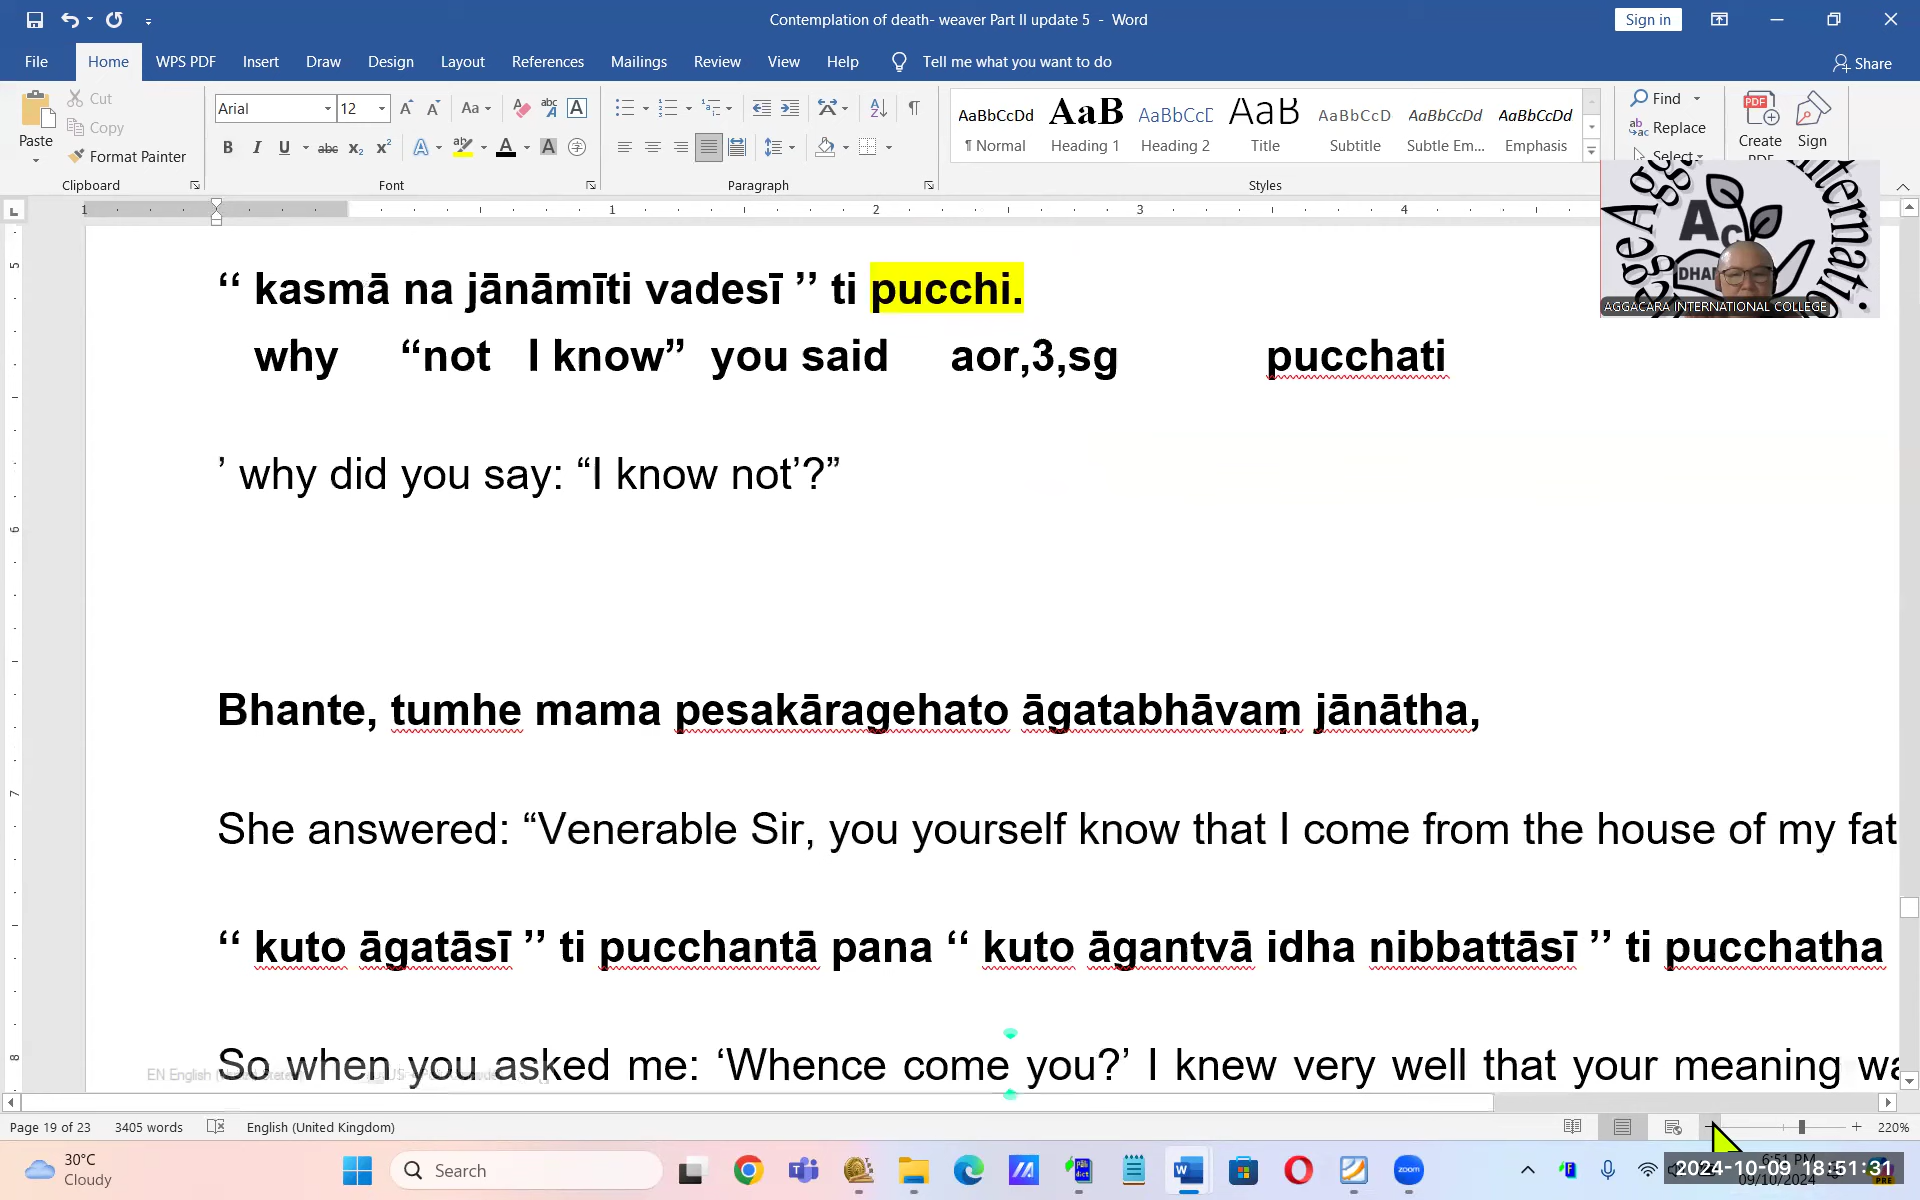 Contemplation of death- weaver Part II update 5 - Word
Sign in
File Home WPS PDF Insert Draw Design Layout References Mailings Review View Help Tell me what you want to do Share
Paste
Cut
Copy
Format Painter
Clipboard
Arial 12
Font
Paragraph
AaBbCcDd AaB AaBbCcD AaB AaBbCcD AaBbCcDd AaBbCcDd
¶ Normal Heading 1 Heading 2 Title Subtitle Subtle Em... Emphasis
Styles
Find
Replace
Select
Create PDF
Sign
AGGACARA INTERNATIONAL COLLEGE
“ kasmā na jānāmīti vadesī ” ti pucchi.
why “not I know” you said aor,3,sg pucchati
’ why did you say: “I know not’?”
Bhante, tumhe mama pesakāragehato āgatabhāvaṃ jānātha,
She answered: “Venerable Sir, you yourself know that I come from the house of my fat
“ kuto āgatāsī ” ti pucchantā pana “ kuto āgantvā idha nibbattāsī ” ti pucchatha
So when you asked me: ‘Whence come you?’ I knew very well that your meaning wa
Page 19 of 23 3405 words English (United Kingdom) 220%
30°C
Cloudy
Search
2024-10-09 18:51:31
6:51 PM
09/10/2024